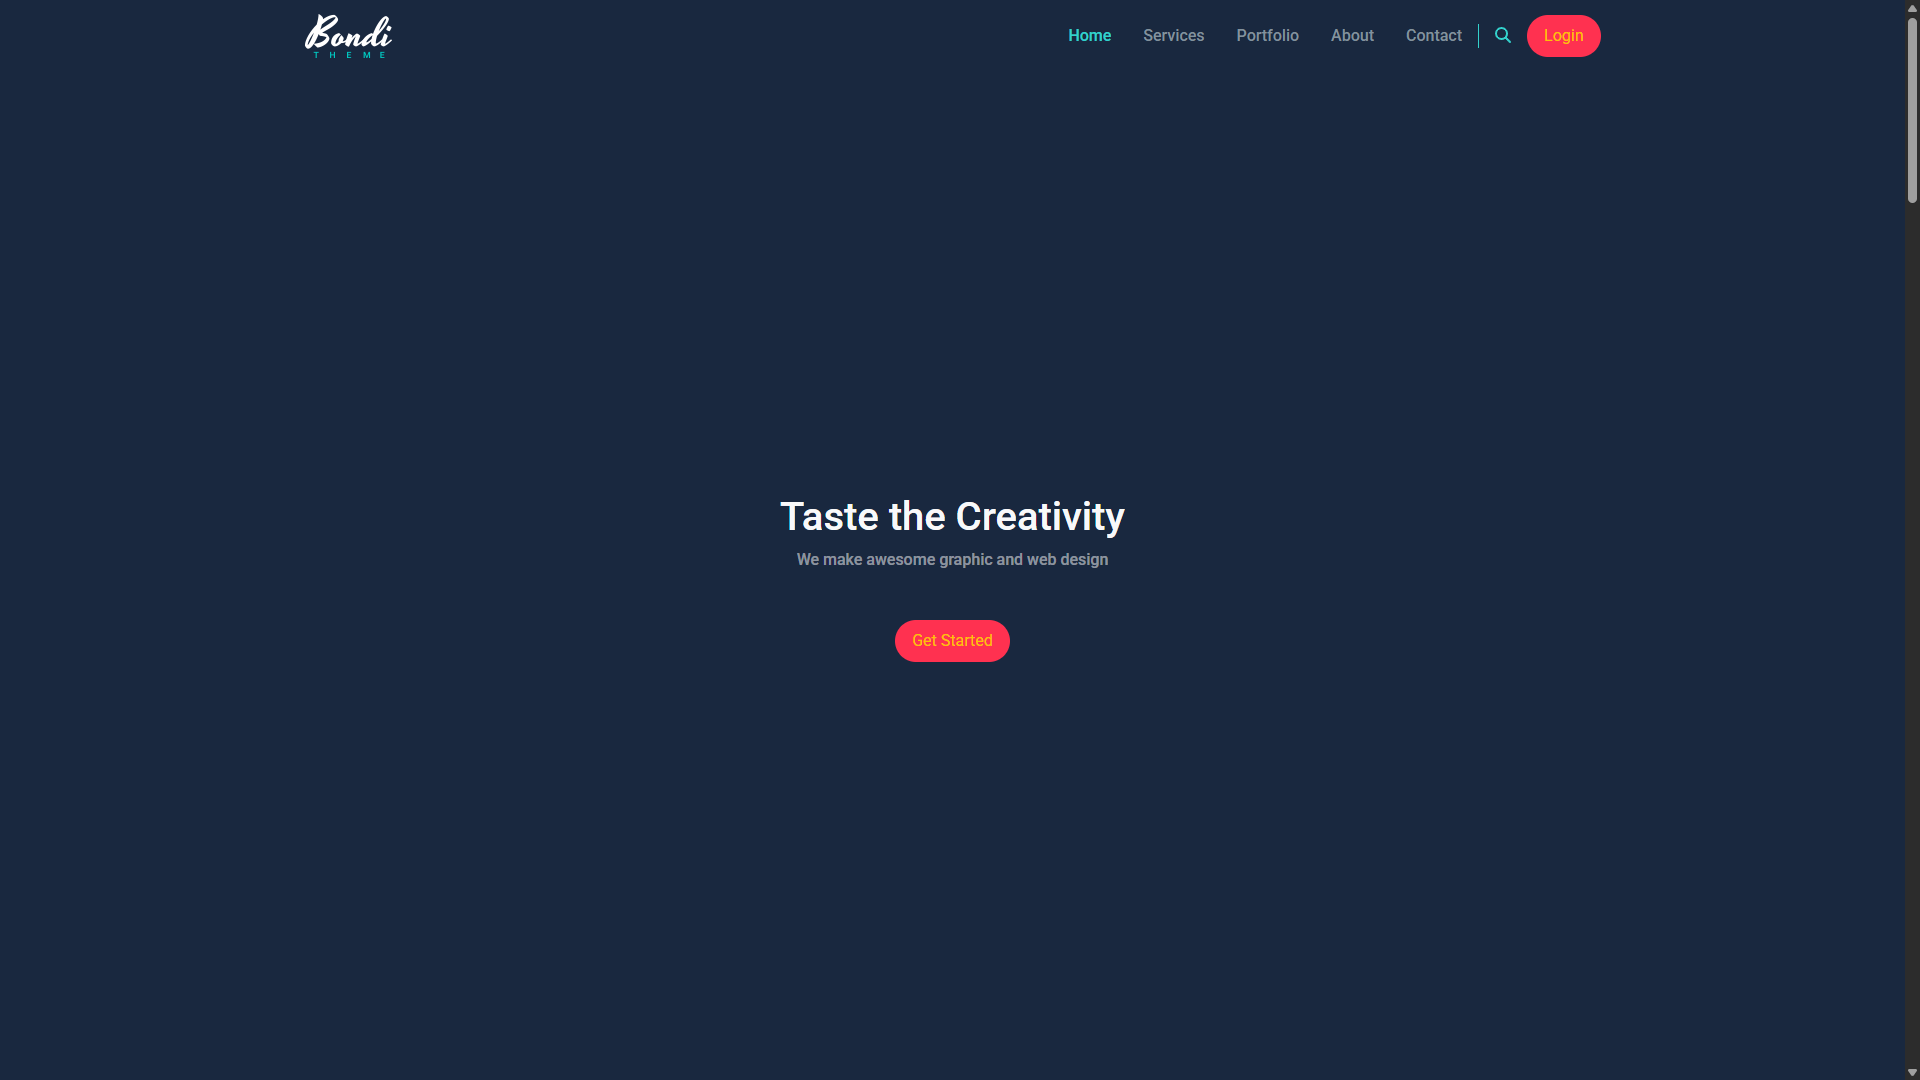 Bondi
THEME
Home Services Portfolio About Contact Login
Taste the Creativity
We make awesome graphic and web design
Get Started